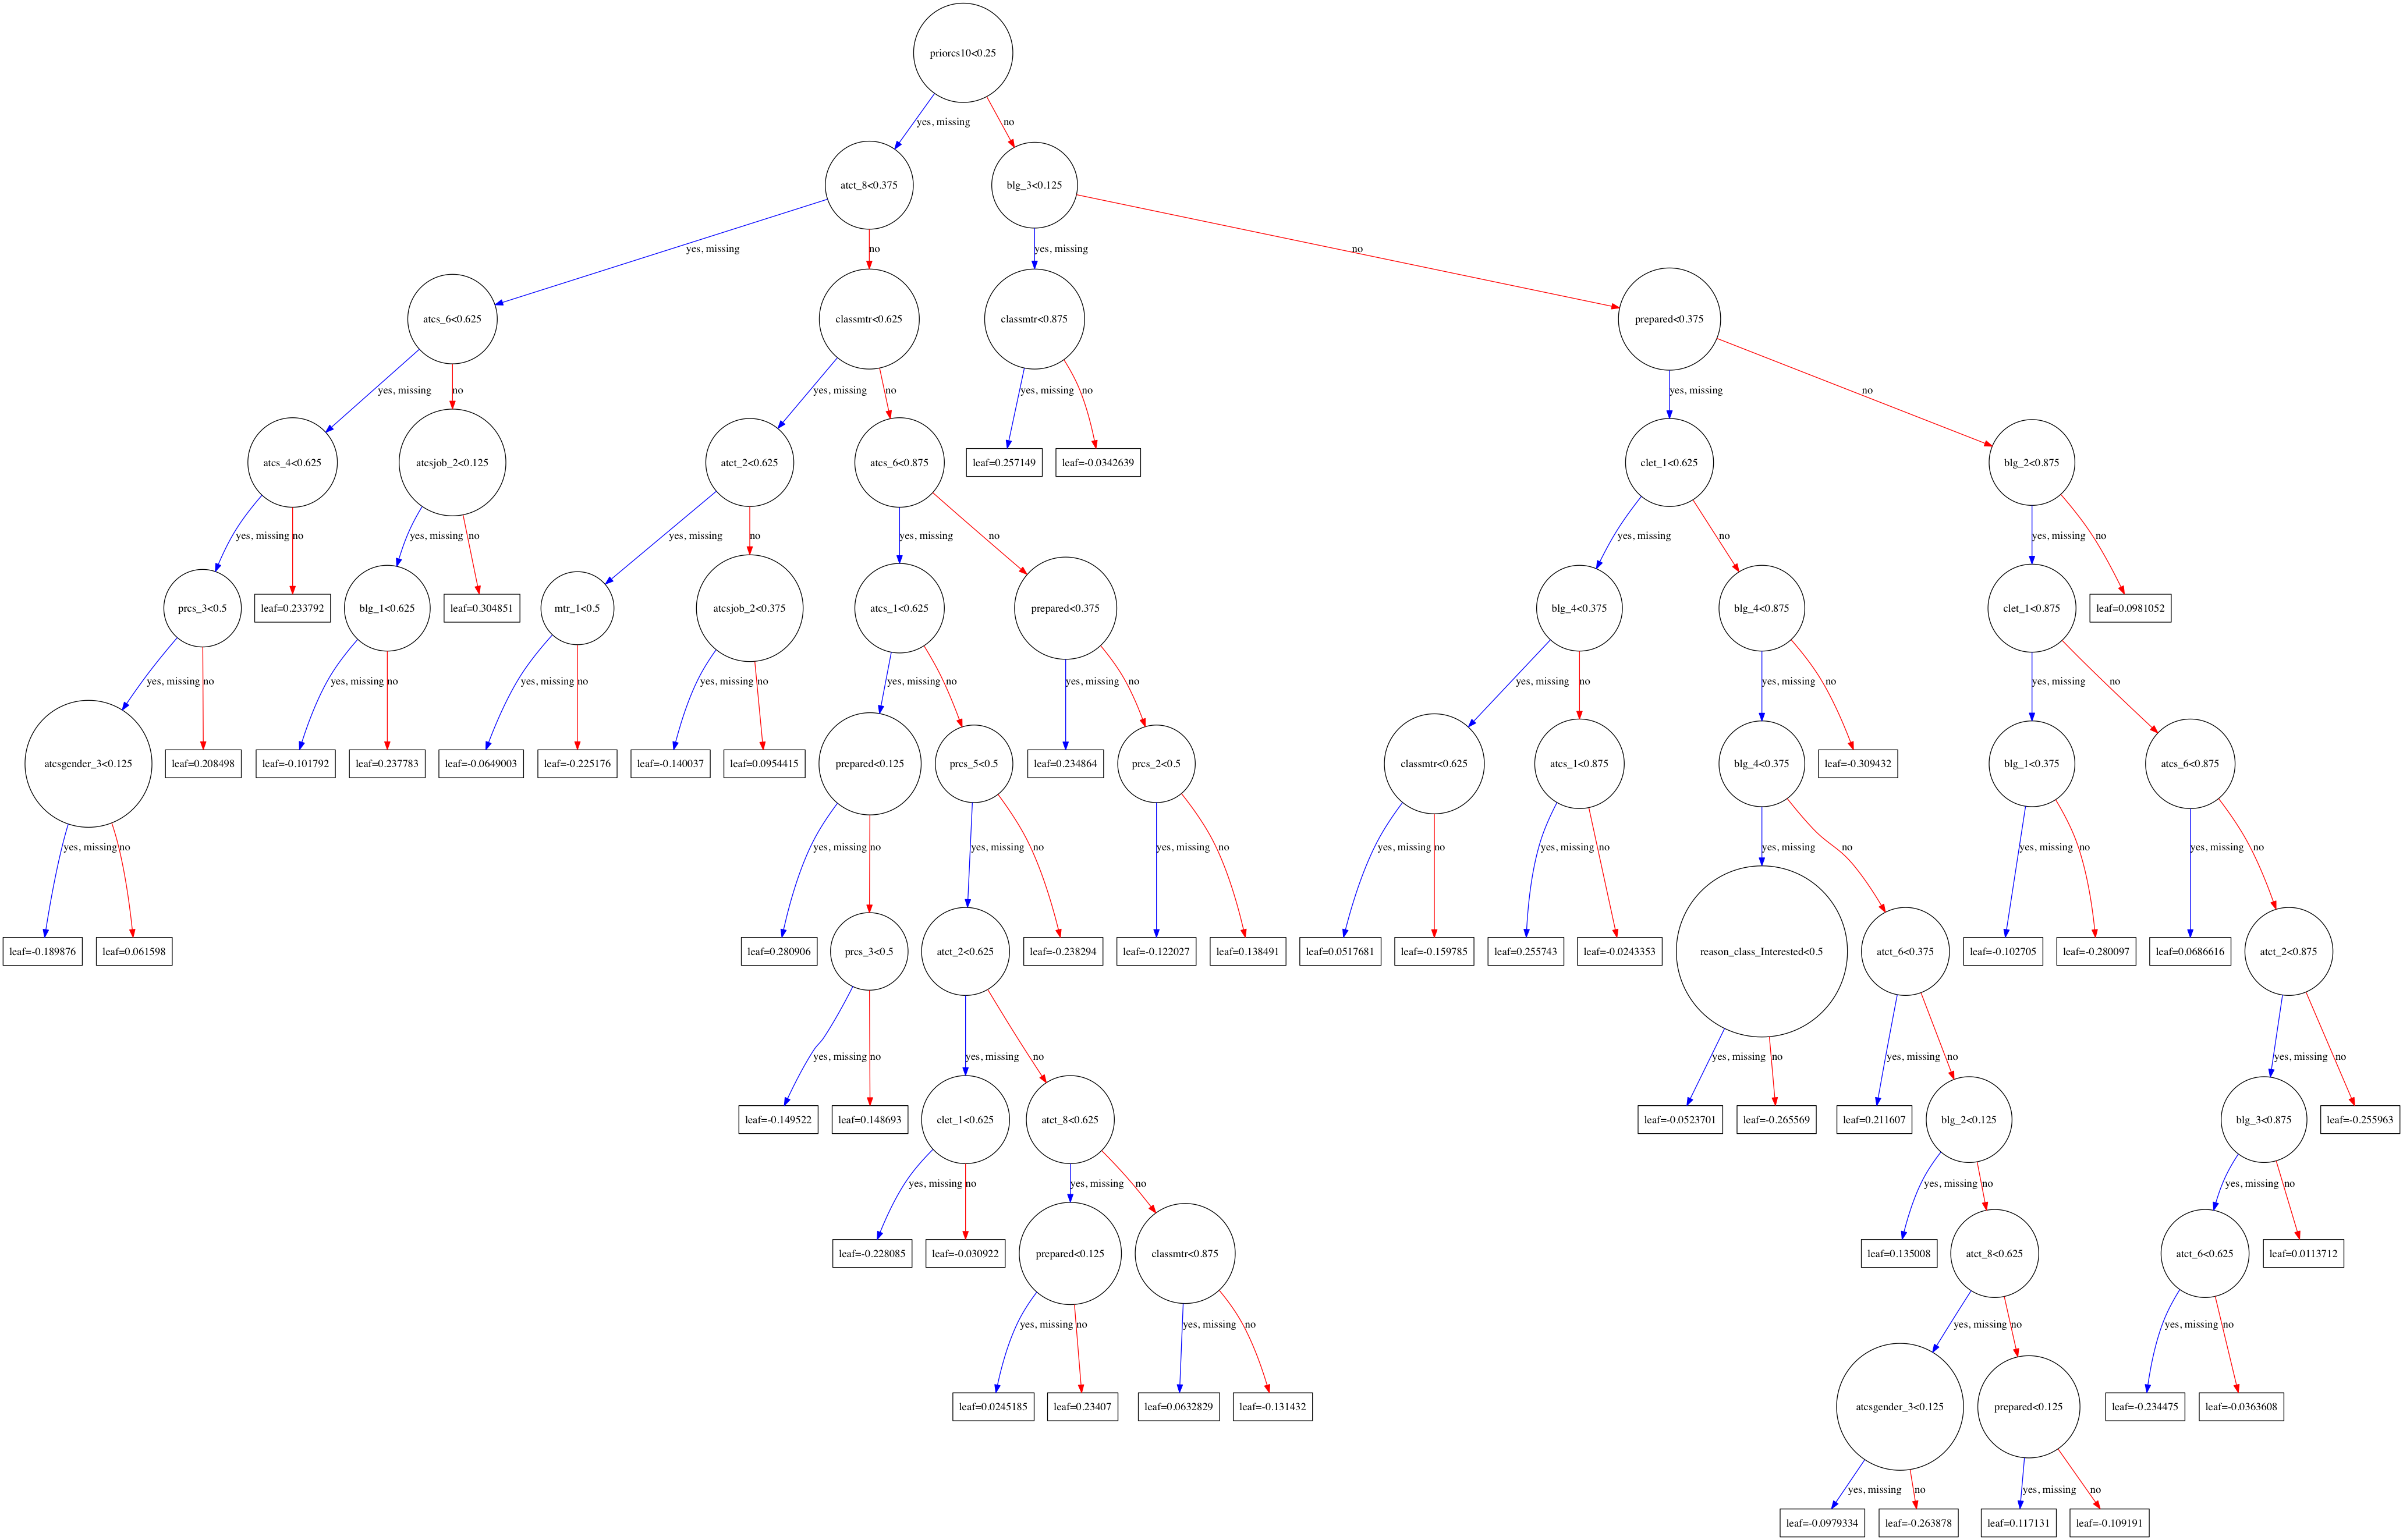 priorcs10<0.25
yes, missing
no
atct_8<0.375
blg_3<0.125
yes, missing
no
yes, missing
no
atcs_6<0.625
classmtr<0.625
classmtr<0.875
prepared<0.375
yes, missing
no
yes, missing
no
yes, missing
no
yes, missing
no
atcs_4<0.625
atcsjob_2<0.125
atct_2<0.625
atcs_6<0.875
leaf=0.257149
leaf=-0.0342639
clet_1<0.625
blg_2<0.875
yes, missing
no
yes, missing
no
yes, missing
no
yes, missing
no
yes, missing
no
yes, missing
no
prcs_3<0.5
leaf=0.233792
blg_1<0.625
leaf=0.304851
mtr_1<0.5
atcsjob_2<0.375
atcs_1<0.625
prepared<0.375
blg_4<0.375
blg_4<0.875
clet_1<0.875
leaf=0.0981052
yes, missing
no
yes, missing
no
yes, missing
no
yes, missing
no
yes, missing
no
yes, missing
no
yes, missing
no
yes, missing
no
yes, missing
no
atcsgender_3<0.125
leaf=0.208498
leaf=-0.101792
leaf=0.237783
leaf=-0.0649003
leaf=-0.225176
leaf=-0.140037
leaf=0.0954415
prepared<0.125
prcs_5<0.5
leaf=0.234864
prcs_2<0.5
classmtr<0.625
atcs_1<0.875
blg_4<0.375
leaf=-0.309432
blg_1<0.375
atcs_6<0.875
yes, missing
no
yes, missing
no
yes, missing
no
yes, missing
no
yes, missing
no
yes, missing
no
yes, missing
no
yes, missing
no
yes, missing
no
leaf=-0.189876
leaf=0.061598
leaf=0.280906
prcs_3<0.5
atct_2<0.625
leaf=-0.238294
leaf=-0.122027
leaf=0.138491
leaf=0.0517681
leaf=-0.159785
leaf=0.255743
leaf=-0.0243353
reason_class_Interested<0.5
atct_6<0.375
leaf=-0.102705
leaf=-0.280097
leaf=0.0686616
atct_2<0.875
yes, missing
no
yes, missing
no
yes, missing
no
yes, missing
no
yes, missing
no
leaf=-0.149522
leaf=0.148693
clet_1<0.625
atct_8<0.625
leaf=-0.0523701
leaf=-0.265569
leaf=0.211607
blg_2<0.125
blg_3<0.875
leaf=-0.255963
yes, missing
no
yes, missing
no
yes, missing
no
yes, missing
no
leaf=-0.228085
leaf=-0.030922
prepared<0.125
classmtr<0.875
leaf=0.135008
atct_8<0.625
atct_6<0.625
leaf=0.0113712
yes, missing
no
yes, missing
no
yes, missing
no
yes, missing
no
leaf=0.0245185
leaf=0.23407
leaf=0.0632829
leaf=-0.131432
atcsgender_3<0.125
prepared<0.125
leaf=-0.234475
leaf=-0.0363608
yes, missing
no
yes, missing
no
leaf=-0.0979334
leaf=-0.263878
leaf=0.117131
leaf=-0.109191